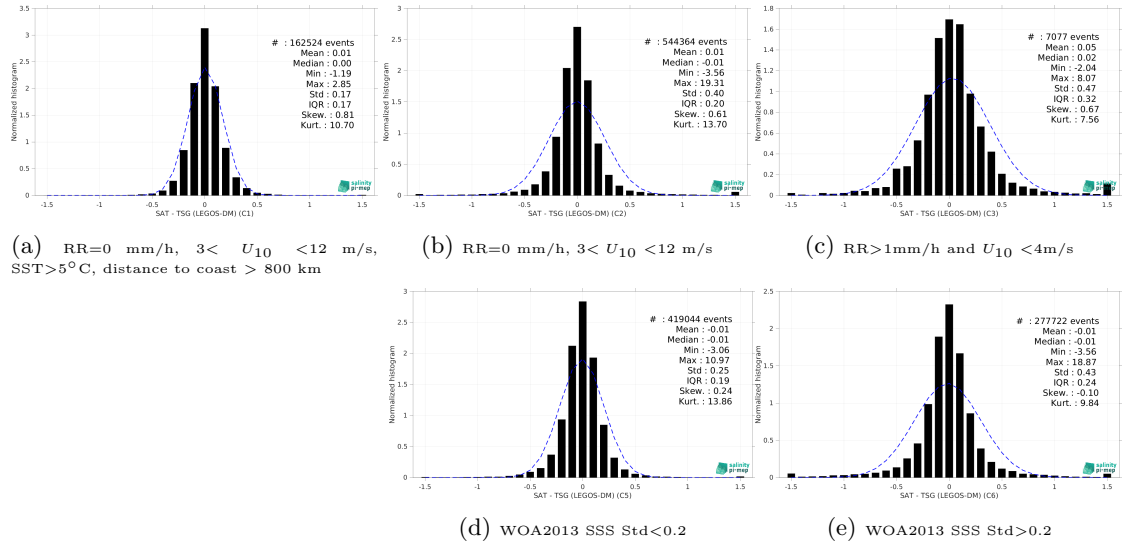 3.5
3
2.5
2
1.5
1
0.5
0
Normalized histogram
# : 162524 events
Mean : 0.01
Median : 0.00
Min : -1.19
Max : 2.85
Std : 0.17
IQR : 0.17
Skew. : 0.81
Kurt. : 10.70
salinity
pi-mep
-1.5 -1 -0.5 0 0.5 1 1.5
SAT - TSG (LEGOS-DM) (C1)
(a) RR=0 mm/h, 3< U10 <12 m/s,
SST>5°C, distance to coast > 800 km
3
2.5
2
1.5
1
0.5
0
Normalized histogram
# : 544364 events
Mean : 0.01
Median : -0.01
Min : -3.56
Max : 19.31
Std : 0.40
IQR : 0.20
Skew. : 0.61
Kurt. : 13.70
salinity
pi-mep
-1.5 -1 -0.5 0 0.5 1 1.5
SAT - TSG (LEGOS-DM) (C2)
(b) RR=0 mm/h, 3< U10 <12 m/s
1.8
1.6
1.4
1.2
1
0.8
0.6
0.4
0.2
0
Normalized histogram
# : 7077 events
Mean : 0.05
Median : 0.02
Min : -2.04
Max : 8.07
Std : 0.47
IQR : 0.32
Skew. : 0.67
Kurt. : 7.56
salinity
pi-mep
-1.5 -1 -0.5 0 0.5 1 1.5
SAT - TSG (LEGOS-DM) (C3)
(c) RR>1mm/h and U10 <4m/s
3
2.5
2
1.5
1
0.5
0
Normalized histogram
# : 419044 events
Mean : -0.01
Median : -0.01
Min : -3.06
Max : 10.97
Std : 0.25
IQR : 0.19
Skew. : 0.24
Kurt. : 13.86
salinity
pi-mep
-1.5 -1 -0.5 0 0.5 1 1.5
SAT - TSG (LEGOS-DM) (C5)
(d) WOA2013 SSS Std<0.2
2.5
2
1.5
1
0.5
0
Normalized histogram
# : 277722 events
Mean : -0.01
Median : -0.01
Min : -3.56
Max : 18.87
Std : 0.43
IQR : 0.24
Skew. : -0.10
Kurt. : 9.84
salinity
pi-mep
-1.5 -1 -0.5 0 0.5 1 1.5
SAT - TSG (LEGOS-DM) (C6)
(e) WOA2013 SSS Std>0.2